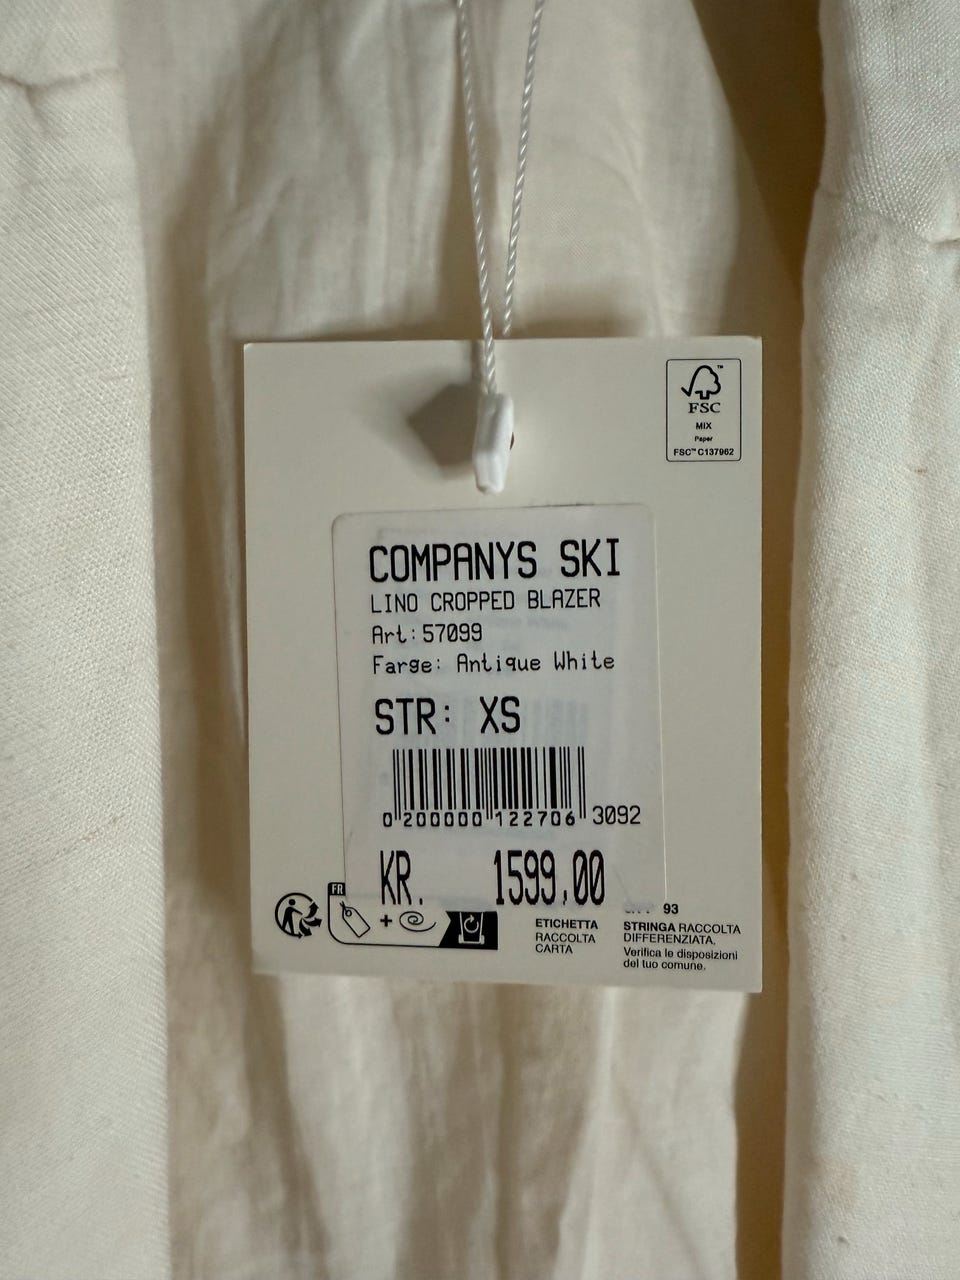 FSC™
MIX
Paper
FSC™ C137962
COMPANYS SKI
LINO CROPPED BLAZER
Art:57099
Farge: Antique White
STR: XS
0 200000 122706 3092
KR. 1599,00
FR
+
93
ETICHETTA
RACCOLTA
CARTA
STRINGA RACCOLTA
DIFFERENZIATA.
Verifica le disposizioni
del tuo comune.